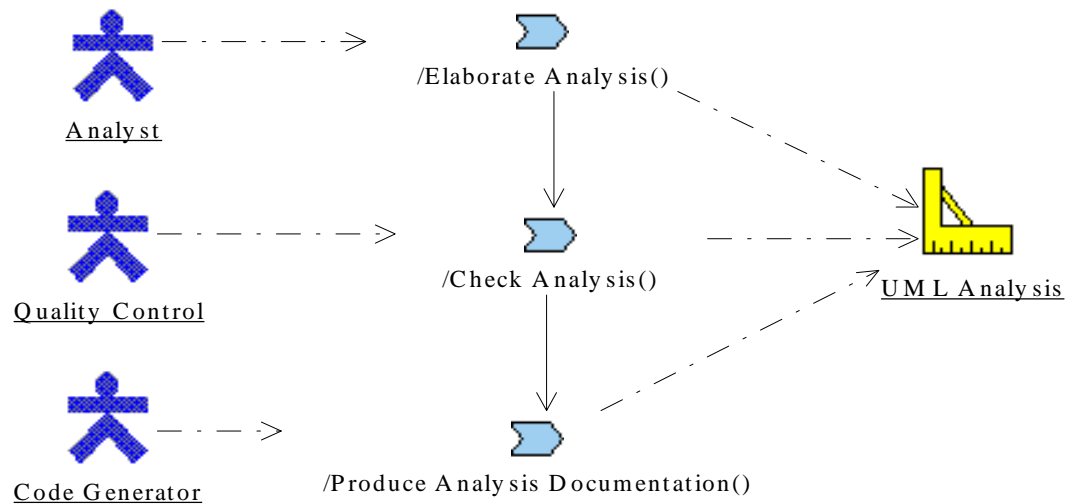 /Elaborate Analysis()
Analyst
/Check Analysis()
UML Analysis
Quality Control
/Produce Analysis Documentation()
Code Generator